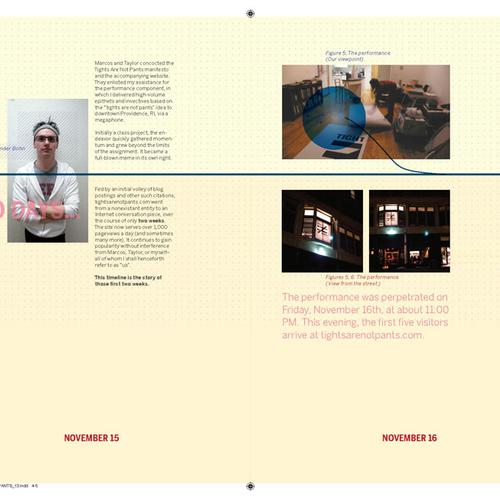 Marcos and Taylor concocted the
Tights Are Not Pants manifesto
and the accompanying website.
They enlisted my assistance for
the performance component, in
which I delivered high-volume
epithets and invectives based on
the "tights are not pants" idea to
downtown Providence, RI, via a
megaphone.
Initially a class project, the en-
deavor quickly gathered momen-
tum and grew beyond the limits
of the assignment. It became a
full-blown meme in its own right.
nder Bohn
0 DAYS...
Fed by an initial volley of blog
postings and other such citations,
tightsarenotpants.com went
from a nonexistent entity to an
Internet conversation piece, over
the course of only two weeks.
The site now serves over 1,000
pageviews a day (and sometimes
many more). It continues to gain
popularity without interference
from Marcos, Taylor, or myself–
all of whom I shall henceforth
refer to as "us".
This timeline is the story of
those first two weeks.
NOVEMBER 15
Figure 5: The performance
(Our viewpoint)
TIGHT
Figures 5, 6: The performance
(View from the street)
The performance was perpetrated on
Friday, November 16th, at about 11:00
PM. This evening, the first five visitors
arrive at tightsarenotpants.com.
NOVEMBER 16